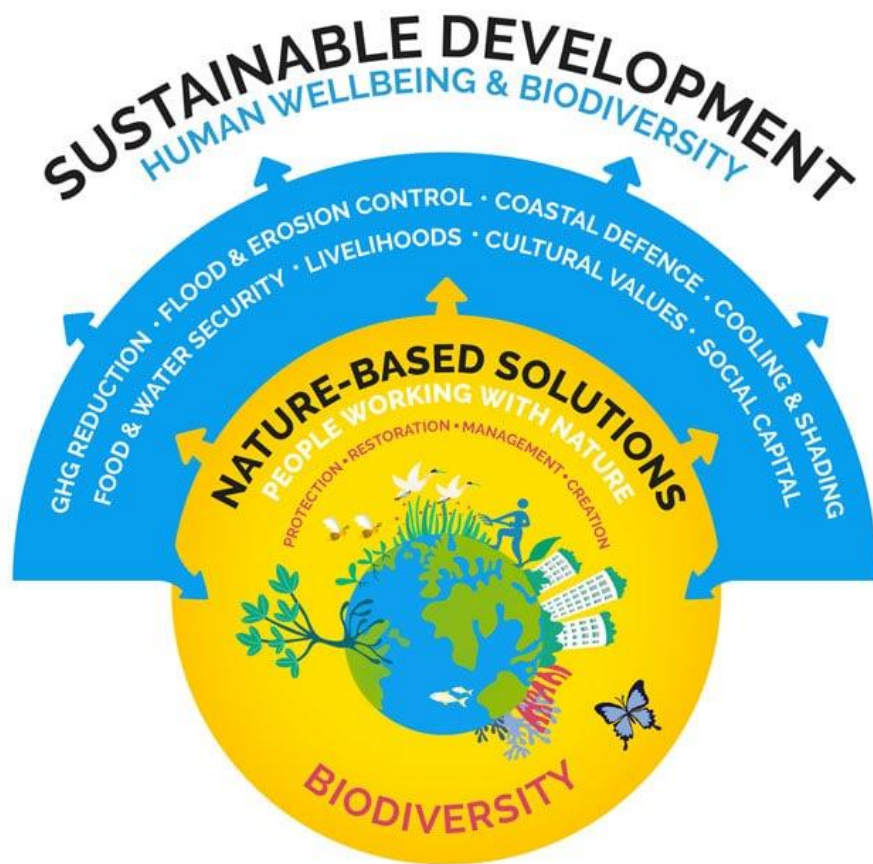 SUSTAINABLE DEVELOPMENT
HUMAN WELLBEING & BIODIVERSITY
GHG REDUCTION · FLOOD & EROSION CONTROL · COASTAL DEFENCE · COOLING & SHADING
FOOD & WATER SECURITY · LIVELIHOODS · CULTURAL VALUES · SOCIAL CAPITAL
NATURE-BASED SOLUTIONS
PEOPLE WORKING WITH NATURE
PROTECTION • RESTORATION • MANAGEMENT • CREATION
BIODIVERSITY